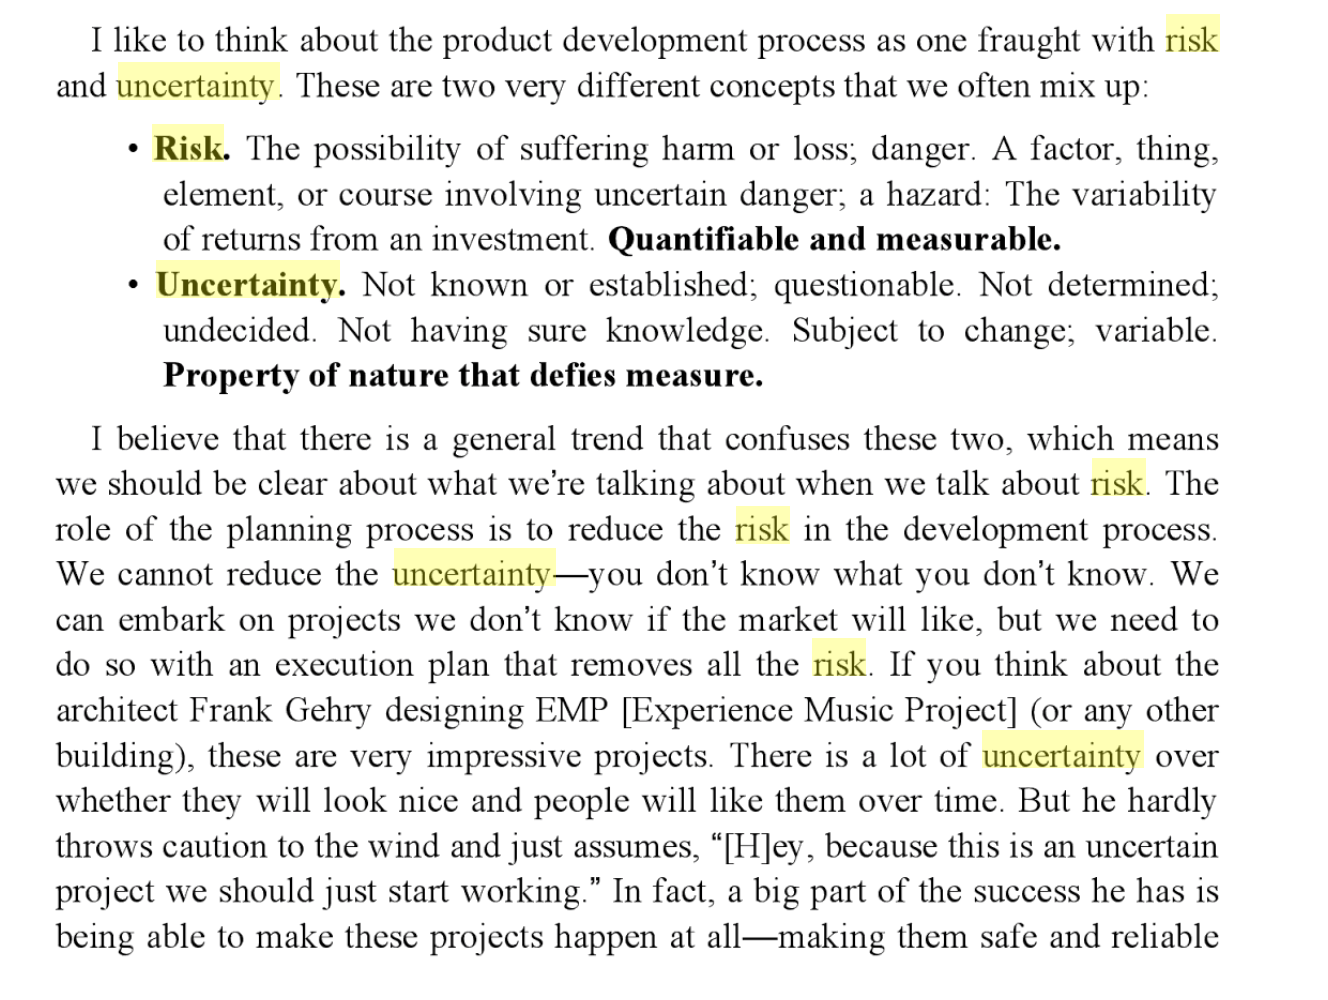 I like to think about the product development process as one fraught with risk
and uncertainty. These are two very different concepts that we often mix up:
• Risk. The possibility of suffering harm or loss; danger. A factor, thing,
element, or course involving uncertain danger; a hazard: The variability
of returns from an investment. Quantifiable and measurable.
• Uncertainty. Not known or established; questionable. Not determined;
undecided. Not having sure knowledge. Subject to change; variable.
Property of nature that defies measure.
I believe that there is a general trend that confuses these two, which means
we should be clear about what we’re talking about when we talk about risk. The
role of the planning process is to reduce the risk in the development process.
We cannot reduce the uncertainty—you don’t know what you don’t know. We
can embark on projects we don’t know if the market will like, but we need to
do so with an execution plan that removes all the risk. If you think about the
architect Frank Gehry designing EMP [Experience Music Project] (or any other
building), these are very impressive projects. There is a lot of uncertainty over
whether they will look nice and people will like them over time. But he hardly
throws caution to the wind and just assumes, “[H]ey, because this is an uncertain
project we should just start working.” In fact, a big part of the success he has is
being able to make these projects happen at all—making them safe and reliable